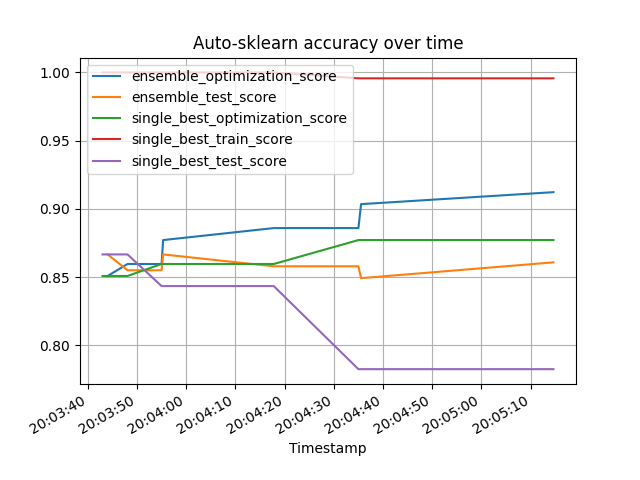 Auto-sklearn accuracy over time
1.00
0.95
0.90
0.85
0.80
ensemble_optimization_score
ensemble_test_score
single_best_optimization_score
single_best_train_score
single_best_test_score
20:03:40
20:03:50
20:04:00
20:04:10
20:04:20
20:04:30
20:04:40
20:04:50
20:05:00
20:05:10
Timestamp